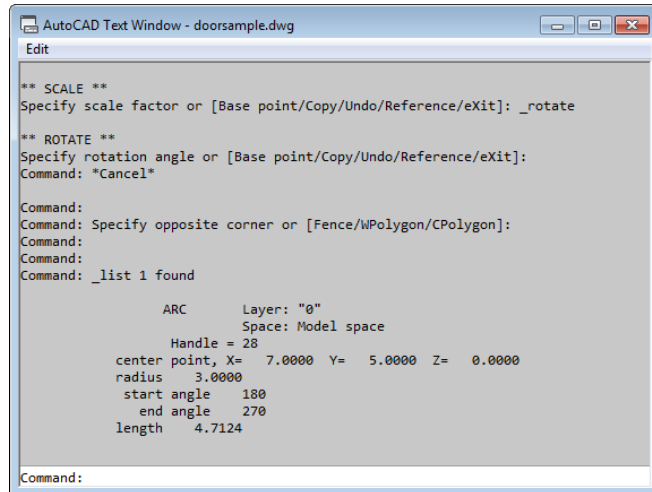 AutoCAD Text Window - doorsample.dwg
Edit
** SCALE **
Specify scale factor or [Base point/Copy/Undo/Reference/eXit]: _rotate
** ROTATE **
Specify rotation angle or [Base point/Copy/Undo/Reference/eXit]:
Command: *Cancel*
Command:
Command: Specify opposite corner or [Fence/WPolygon/CPolygon]:
Command:
Command:
Command: _list 1 found
ARC Layer: "0"
Space: Model space
Handle = 28
center point, X= 7.0000 Y= 5.0000 Z= 0.0000
radius 3.0000
start angle 180
end angle 270
length 4.7124
Command: